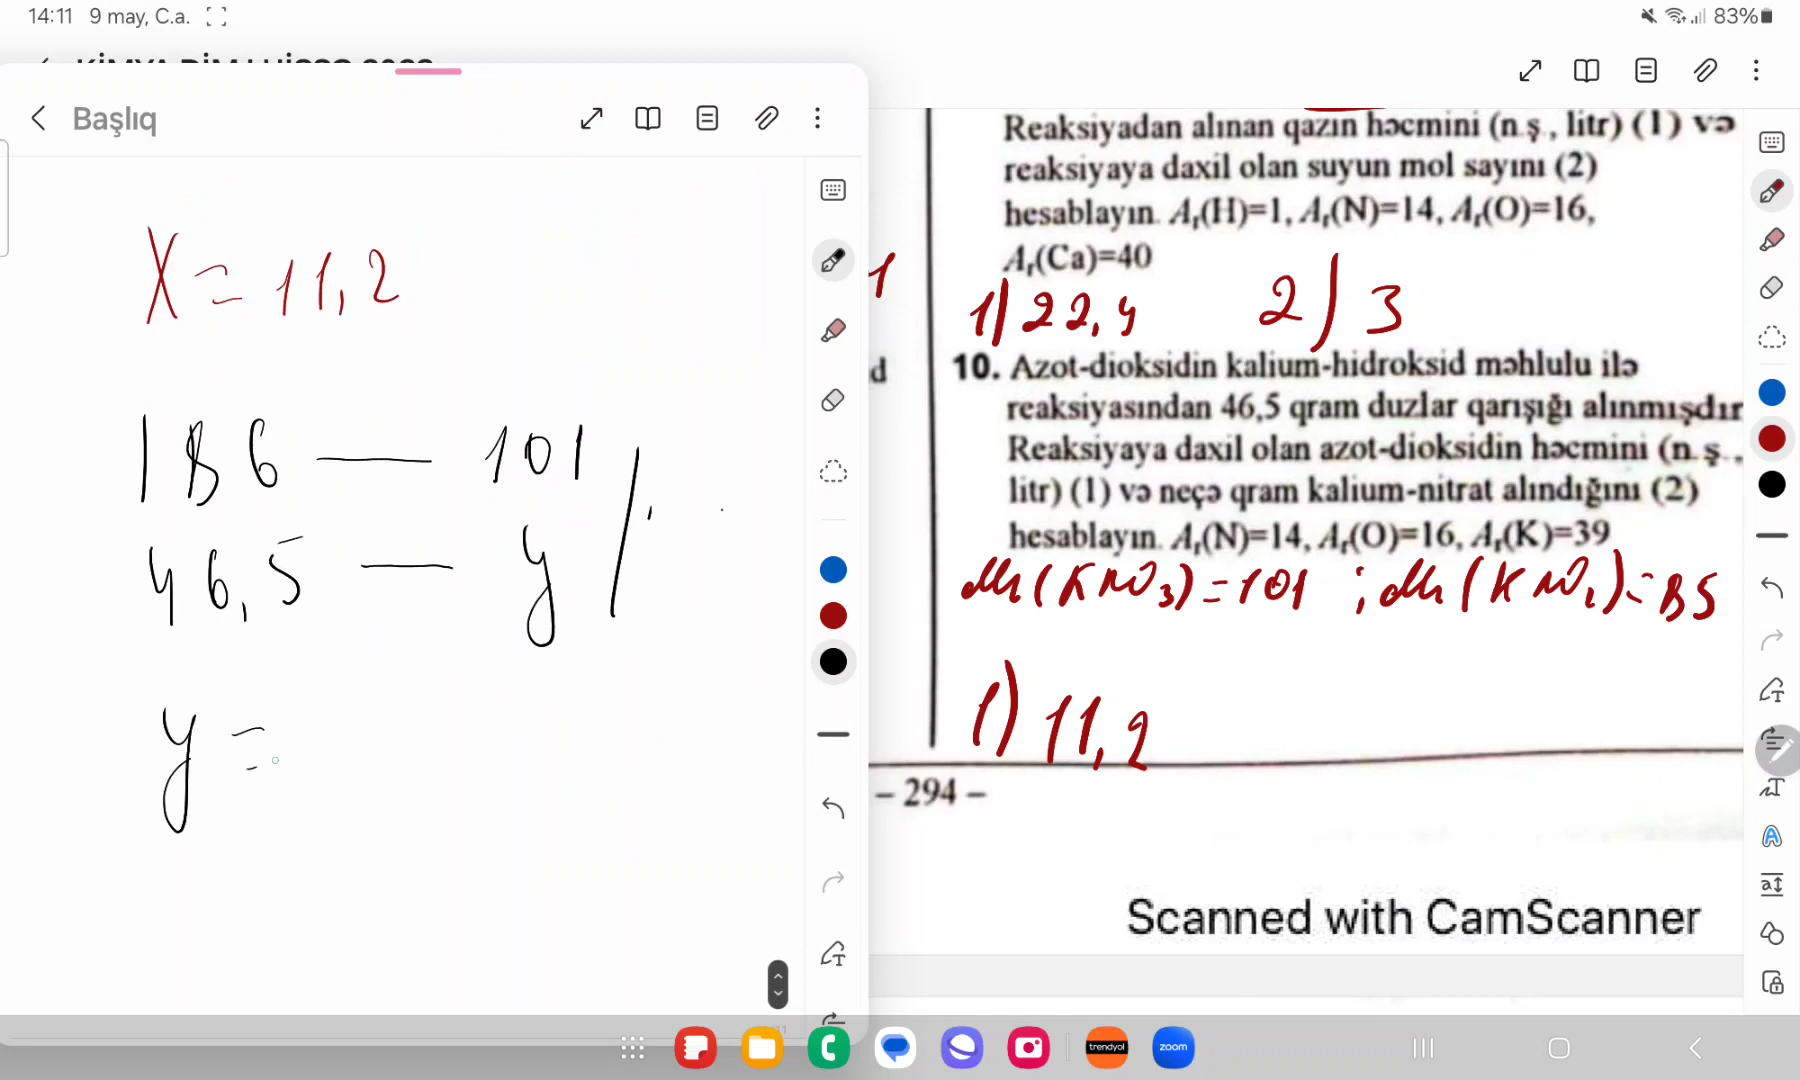 14:11 9 may, C.a.
83%
Başlıq
X = 11,2
186 — 101
46,5 — y
y =
Reaksiyadan alınan qazın həcmini (n.ş., litr) (1) və
reaksiyaya daxil olan suyun mol sayını (2)
hesablayın. Ar(H)=1, Ar(N)=14, Ar(O)=16,
Ar(Ca)=40
1
1) 22,4 2) 3
d
10. Azot-dioksidin kalium-hidroksid məhlulu ilə
reaksiyasından 46,5 qram duzlar qarışığı alınmışdır
Reaksiyaya daxil olan azot-dioksidin həcmini (n.ş.,
litr) (1) və neçə qram kalium-nitrat alındığını (2)
hesablayın. Ar(N)=14, Ar(O)=16, Ar(K)=39
Mr(KNO3)=101 ; Mr(KNO2)=85
1) 11,2
– 294 –
Scanned with CamScanner
trendyol
zoom